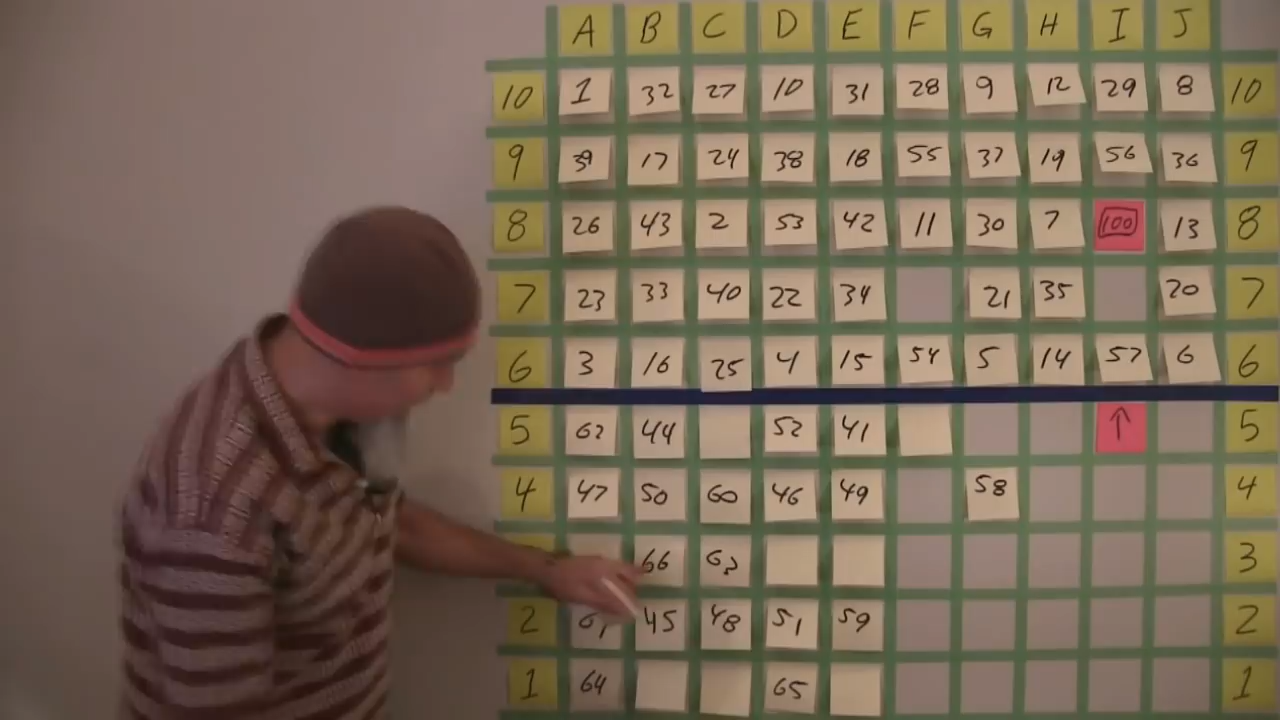 A B C D E F G H I J
10 1 32 27 10 31 28 9 12 29 8 10
9 39 17 24 38 18 55 37 19 56 36 9
8 26 43 2 53 42 11 30 7 100 13 8
7 23 33 40 22 34 21 35 20 7
6 3 16 25 4 15 54 5 14 57 6 6
5 62 44 52 41 ↑ 5
4 47 50 60 46 49 58 4
66 63 3
2 61 45 48 51 59 2
1 64 65 1